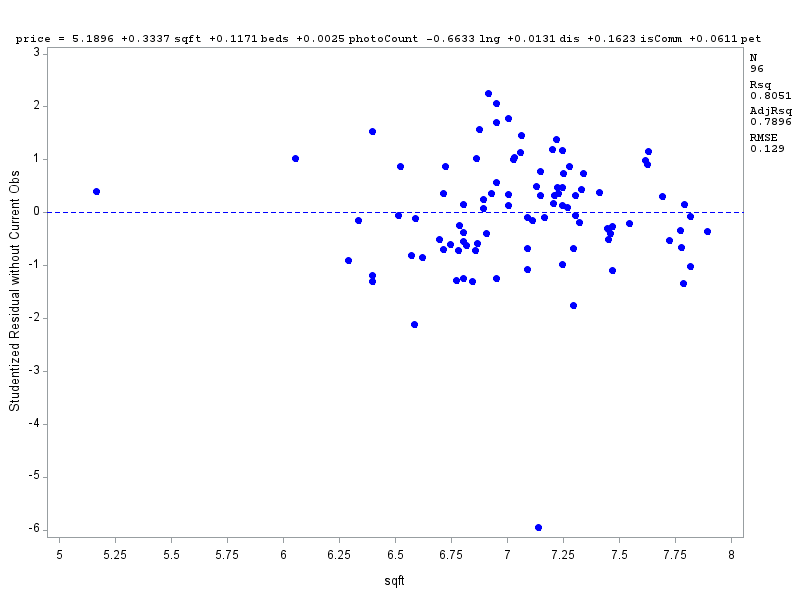 price = 5.1896 +0.3337 sqft +0.1171 beds +0.0025 photoCount -0.6633 lng +0.0131 dis +0.1623 isComm +0.0611 pet
N
96
Rsq
0.8051
AdjRsq
0.7896
RMSE
0.129
3
2
1
0
-1
-2
-3
-4
-5
-6
Studentized Residual without Current Obs
5 5.25 5.5 5.75 6 6.25 6.5 6.75 7 7.25 7.5 7.75 8
sqft